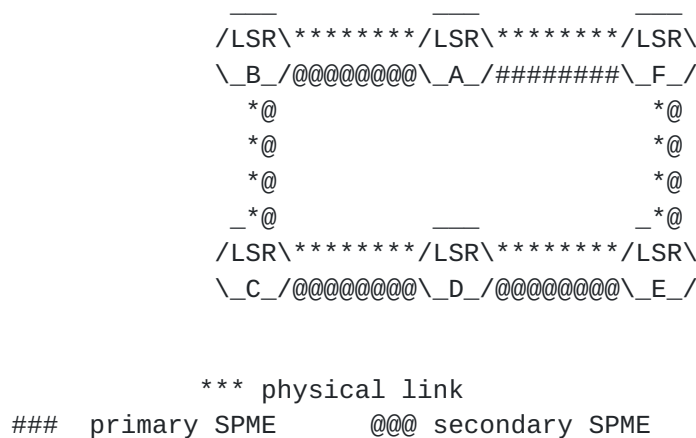 ___           ___           ___
/LSR\********/LSR\********/LSR\
\_B_/@@@@@@@@\_A_/########\_F_/
  *@                        *@
  *@                        *@
  *@                        *@
 _*@           ___         _*@
/LSR\********/LSR\********/LSR\
\_C_/@@@@@@@@\_D_/@@@@@@@@\_E_/
*** physical link
### primary SPME @@@ secondary SPME